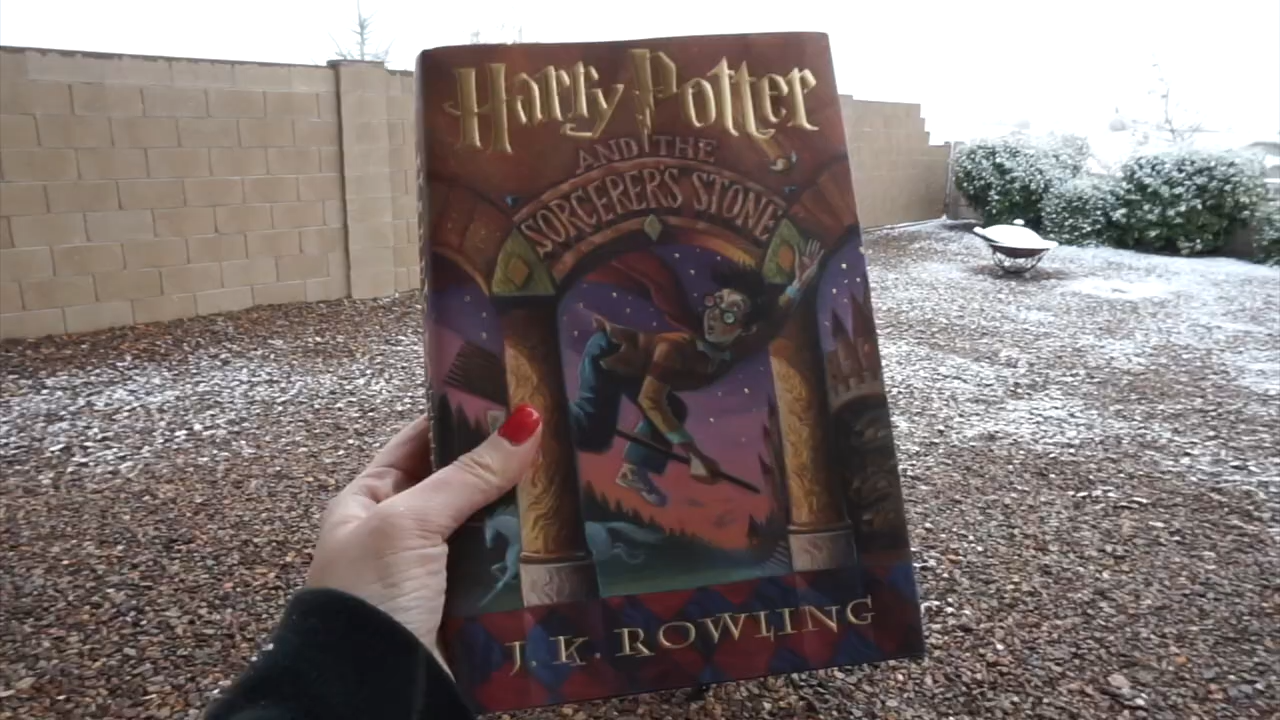 Harry Potter
AND THE
SORCERER'S STONE
J. K. ROWLING